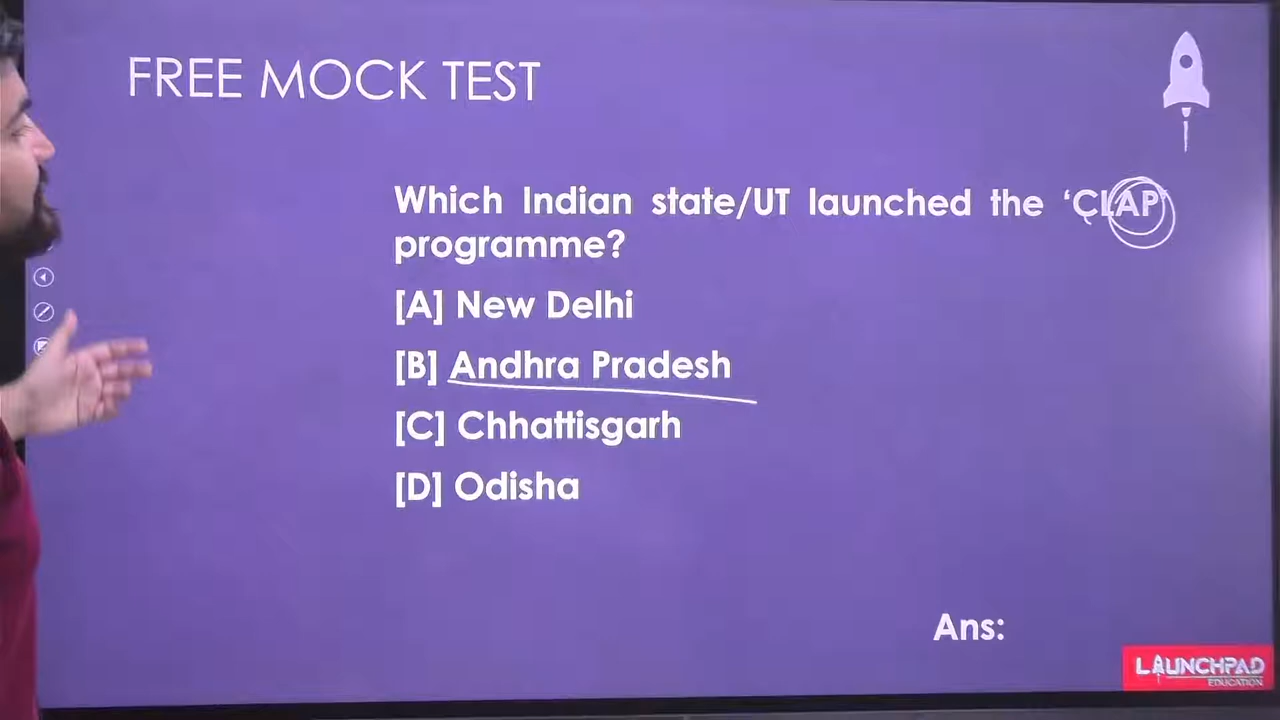 FREE MOCK TEST
Which Indian state/UT launched the ‘CLAP’
programme?
[A] New Delhi
[B] Andhra Pradesh
[C] Chhattisgarh
[D] Odisha
Ans:
LAUNCHPAD
EDUCATION